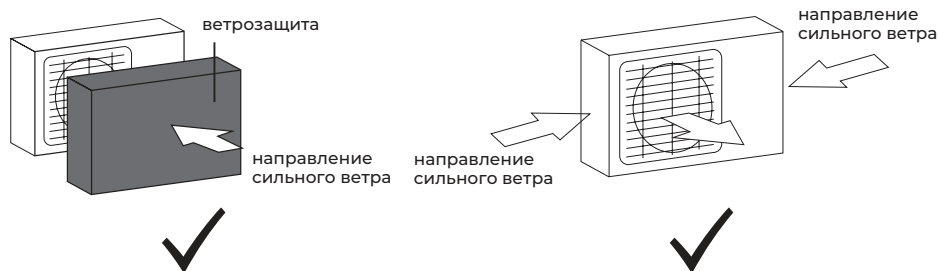 ветрозащита
направление
сильного ветра
направление
сильного ветра
направление
сильного ветра